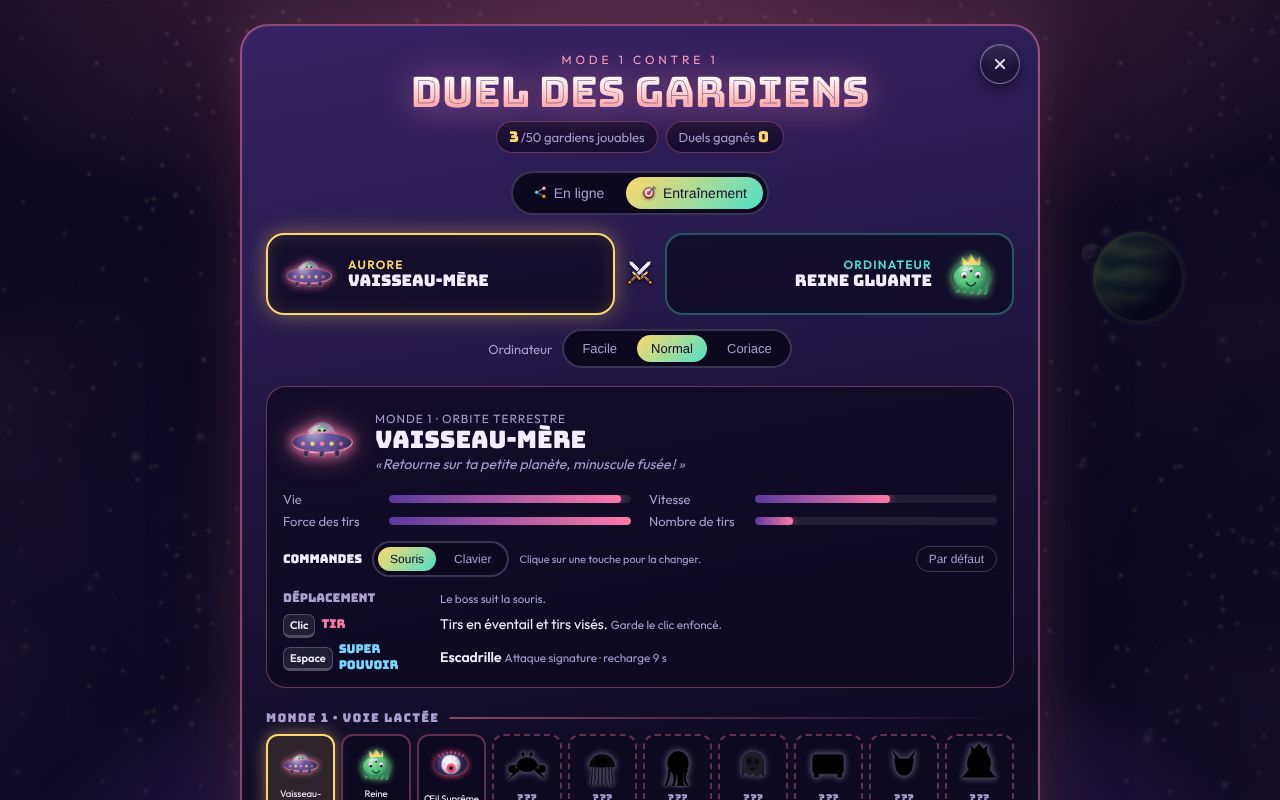 MODE 1 CONTRE 1
DUEL DES GARDIENS
3/50 gardiens jouables
Duels gagnés 0
En ligne
Entraînement
AURORE
VAISSEAU-MÈRE
ORDINATEUR
REINE GLUANTE
Ordinateur
Facile
Normal
Coriace
MONDE 1 · ORBITE TERRESTRE
VAISSEAU-MÈRE
« Retourne sur ta petite planète, minuscule fusée ! »
Vie
Vitesse
Force des tirs
Nombre de tirs
COMMANDES
Souris
Clavier
Clique sur une touche pour la changer.
Par défaut
DÉPLACEMENT
Le boss suit la souris.
Clic TIR
Tirs en éventail et tirs visés. Garde le clic enfoncé.
Espace SUPER POUVOIR
Escadrille Attaque signature · recharge 9 s
MONDE 1 · VOIE LACTÉE
Vaisseau-
Reine
Œil Suprême
???
???
???
???
???
???
???